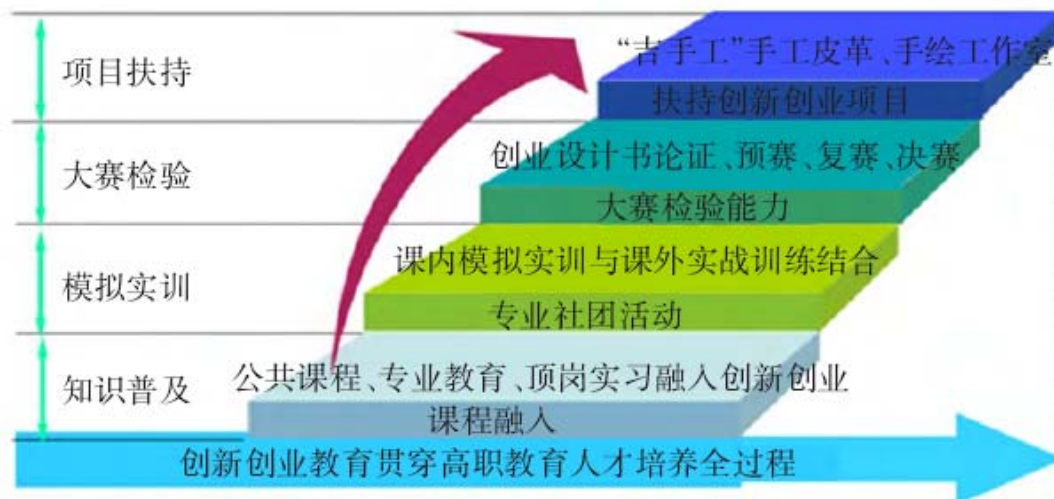 项目扶持
“吉手工”手工皮革、手绘工作室
扶持创新创业项目
大赛检验
创业设计书论证、预赛、复赛、决赛
大赛检验能力
模拟实训
课内模拟实训与课外实战训练结合
专业社团活动
知识普及
公共课程、专业教育、顶岗实习融入创新创业
课程融入
创新创业教育贯穿高职教育人才培养全过程